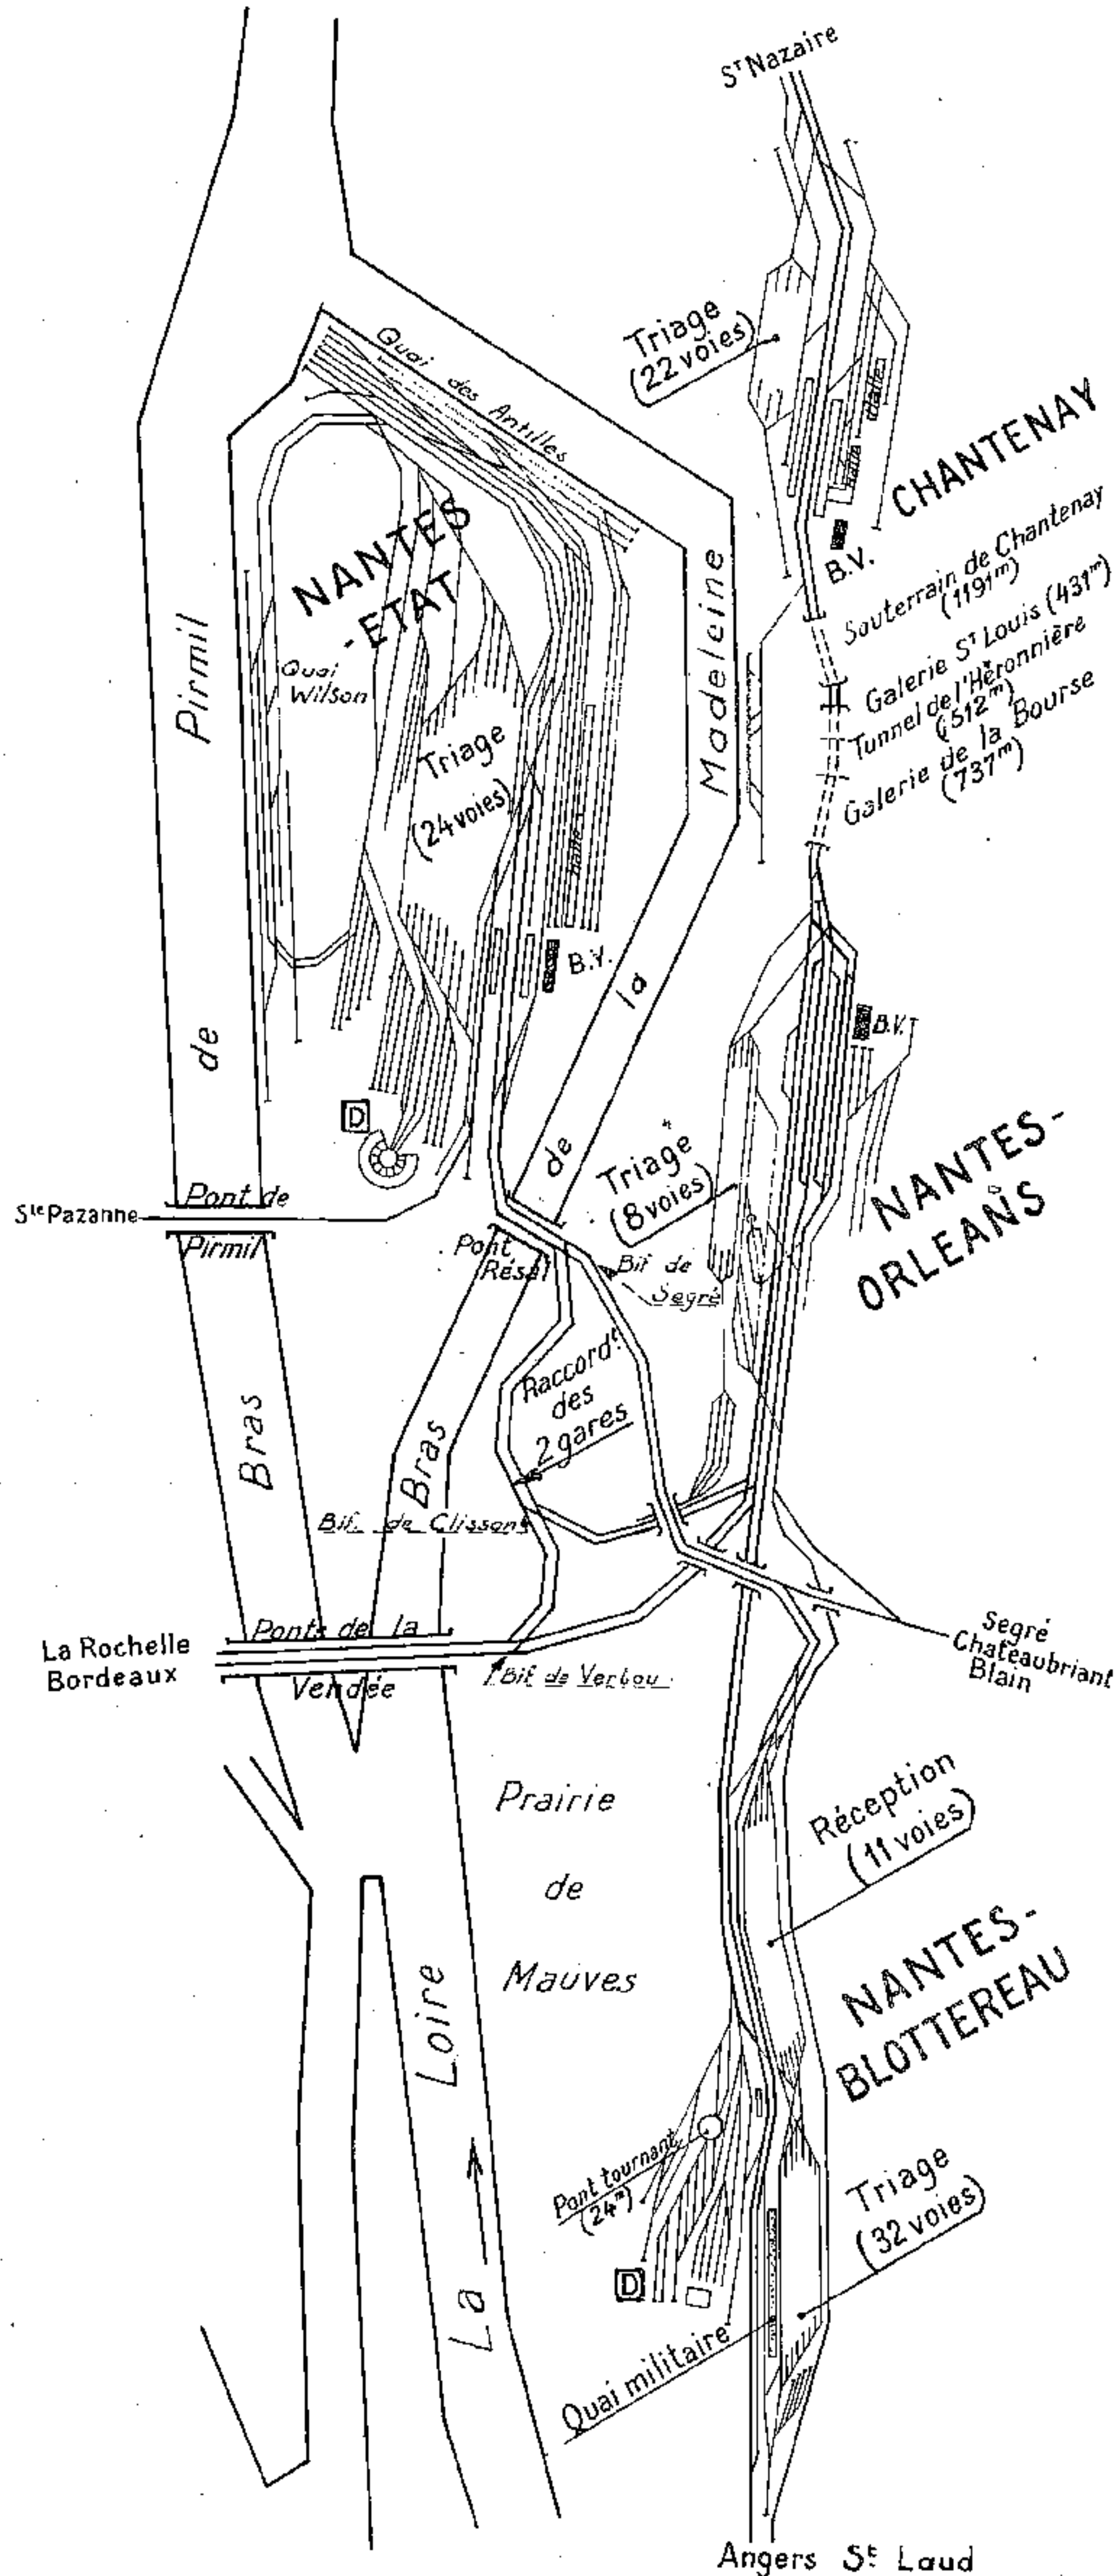 Sᵗ Nazaire
Triage
(22 voies)
Quai des Antilles
Halle
Halle
CHANTENAY
B.V.
Souterrain de Chantenay
(1191ᵐ)
Galerie Sᵗ Louis (431ᵐ)
Tunnel de l'Héronnière
(512ᵐ)
Galerie de la Bourse
(737ᵐ)
NANTES
-ETAT
Quai
Wilson
Triage
(24 voies)
Halle
B.V.
Bras de Pirmil
Bras de la Madeleine
B.V.
D
Triage
(8 voies)
NANTES-
ORLEANS
Sᵗᵉ Pazanne
Pont de
Pirmil
Pont
Résal
Bif de
Segré
Raccordᵗ
des
2 gares
Bif. de Clisson
La Rochelle
Bordeaux
Ponts de la
Vendée
Bif de Vertou
Segré
Chateaubriant
Blain
Prairie
de
Mauves
Réception
(11 voies)
NANTES-
BLOTTEREAU
La Loire
Pont tournant
(24ᵐ)
D
Triage
(32 voies)
Quai militaire
Angers Sᵗ Laud